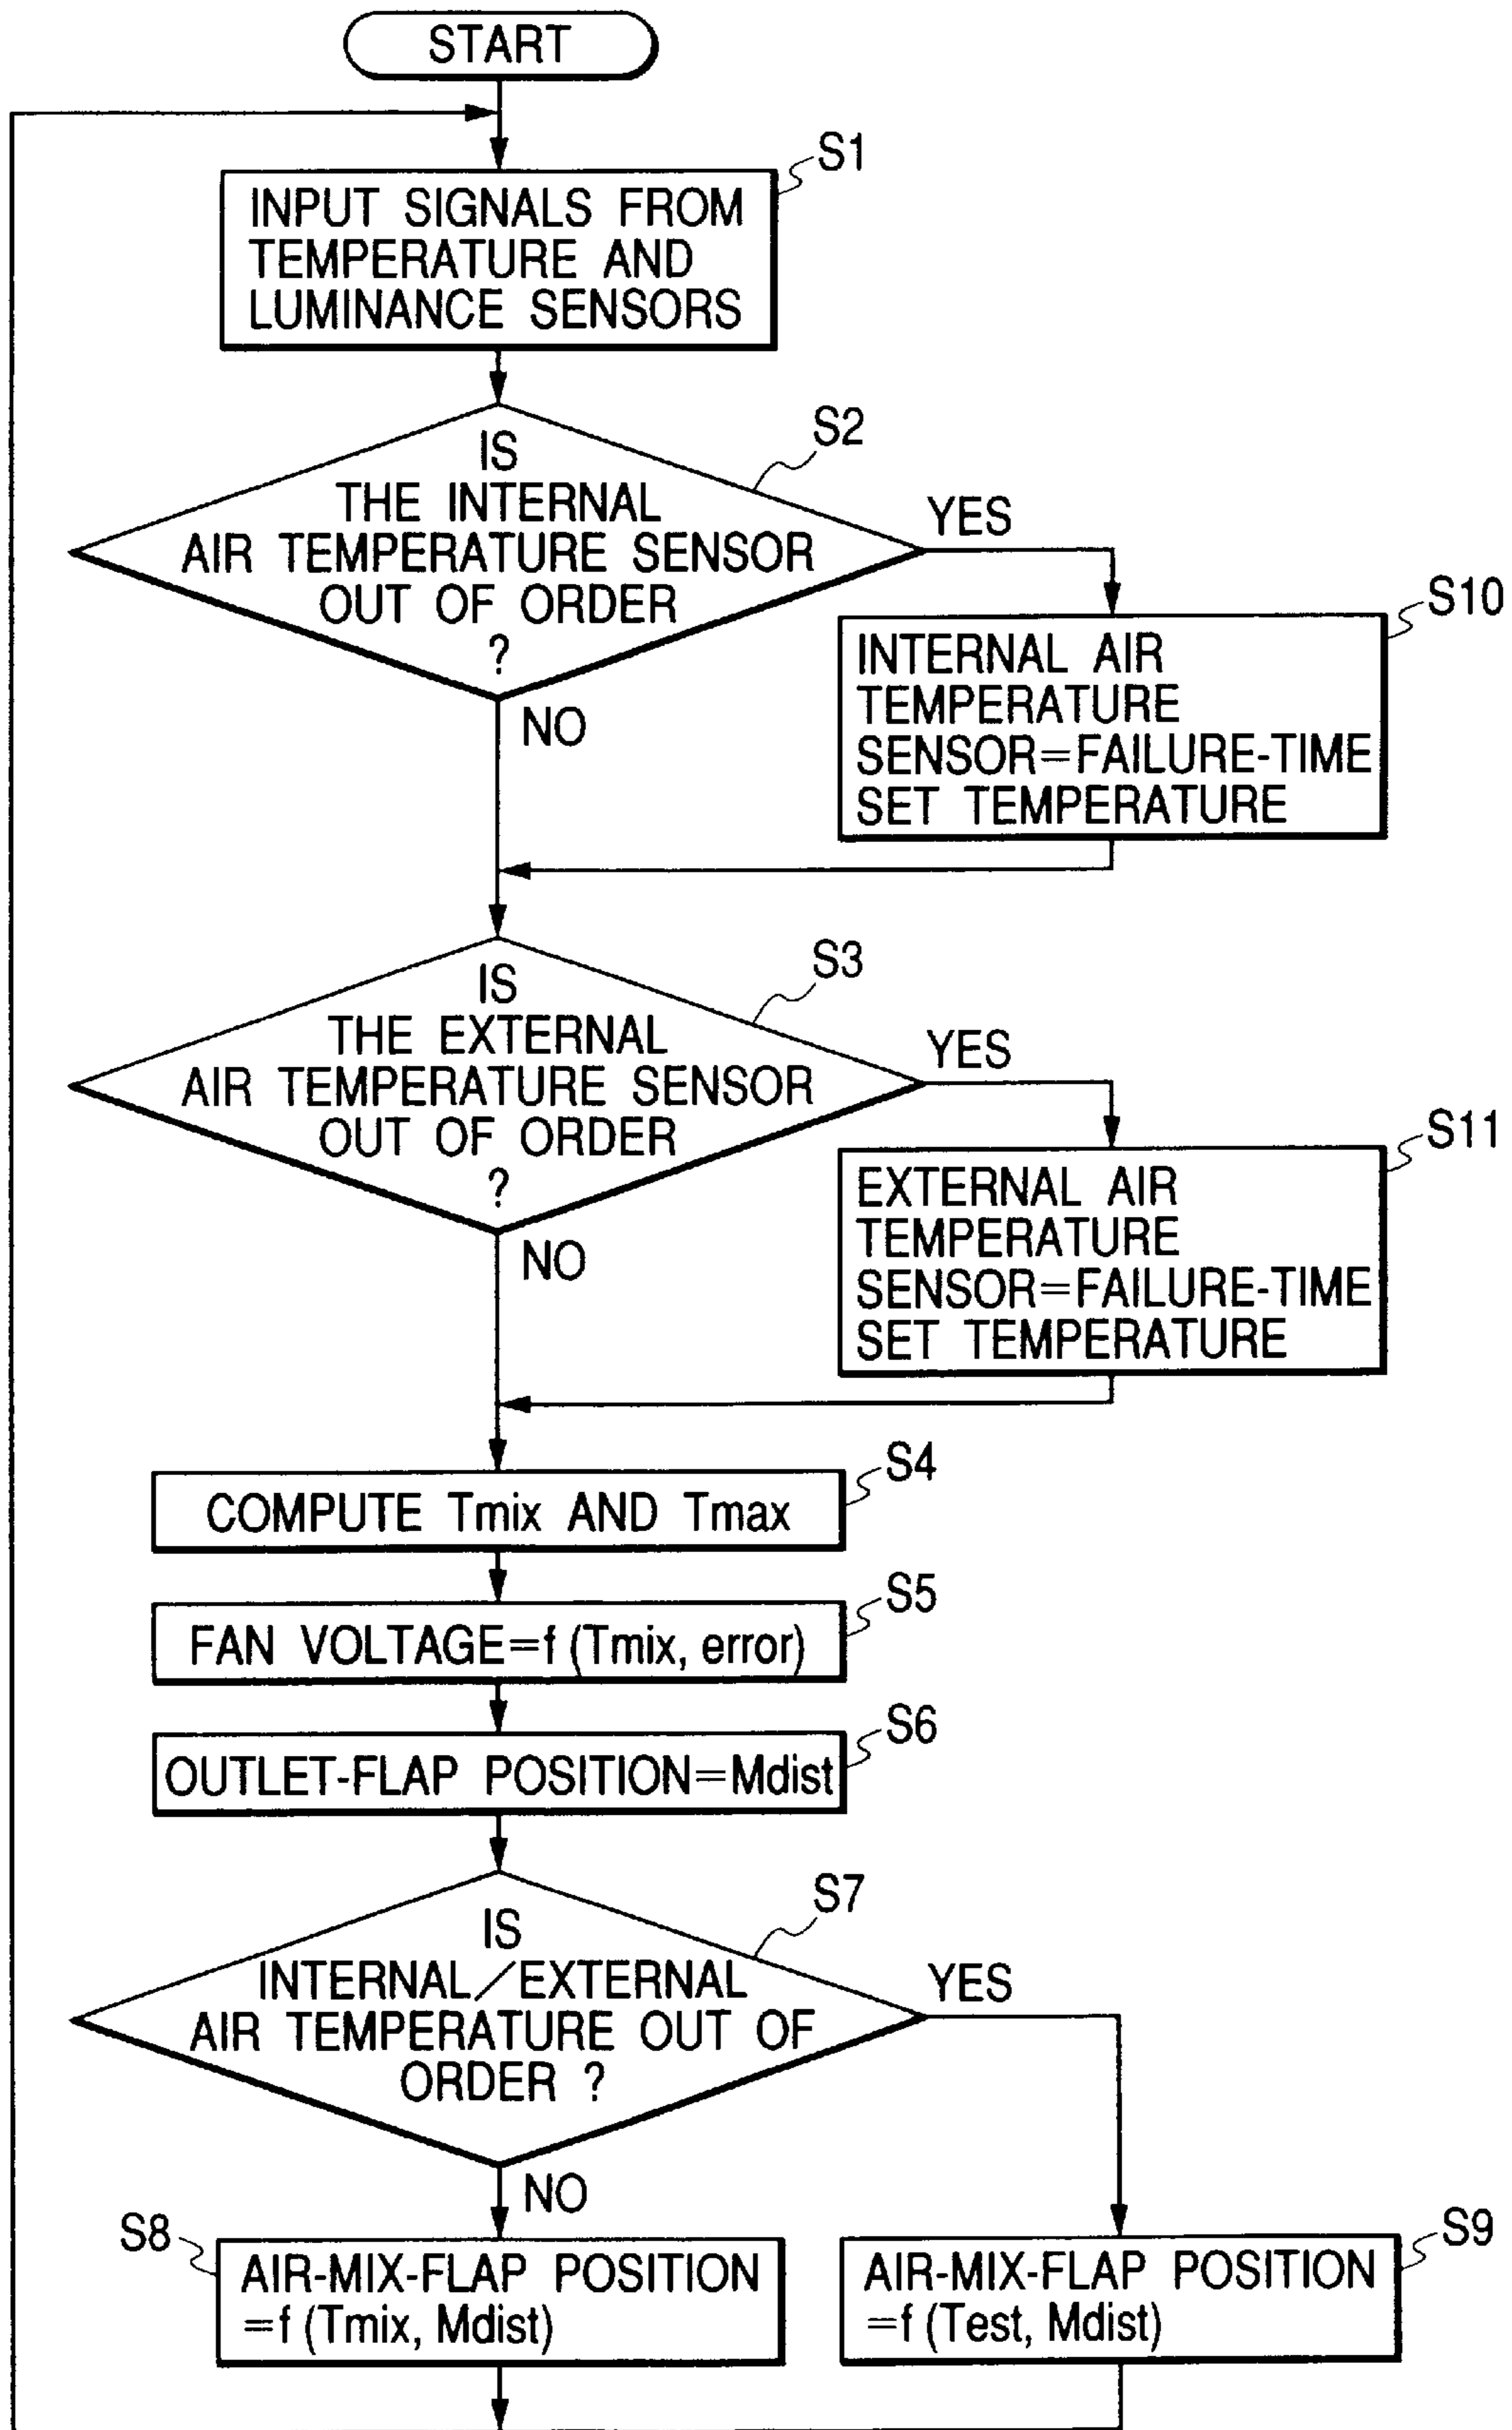 START
S1
INPUT SIGNALS FROM
TEMPERATURE AND
LUMINANCE SENSORS
S2
IS
THE INTERNAL
AIR TEMPERATURE SENSOR
OUT OF ORDER
?
YES
NO
S10
INTERNAL AIR
TEMPERATURE
SENSOR=FAILURE-TIME
SET TEMPERATURE
S3
IS
THE EXTERNAL
AIR TEMPERATURE SENSOR
OUT OF ORDER
?
YES
NO
S11
EXTERNAL AIR
TEMPERATURE
SENSOR=FAILURE-TIME
SET TEMPERATURE
S4
COMPUTE Tmix AND Tmax
S5
FAN VOLTAGE=f (Tmix, error)
S6
OUTLET-FLAP POSITION=Mdist
S7
IS
INTERNAL/EXTERNAL
AIR TEMPERATURE OUT OF
ORDER ?
YES
NO
S8
AIR-MIX-FLAP POSITION
=f (Tmix, Mdist)
S9
AIR-MIX-FLAP POSITION
=f (Test, Mdist)